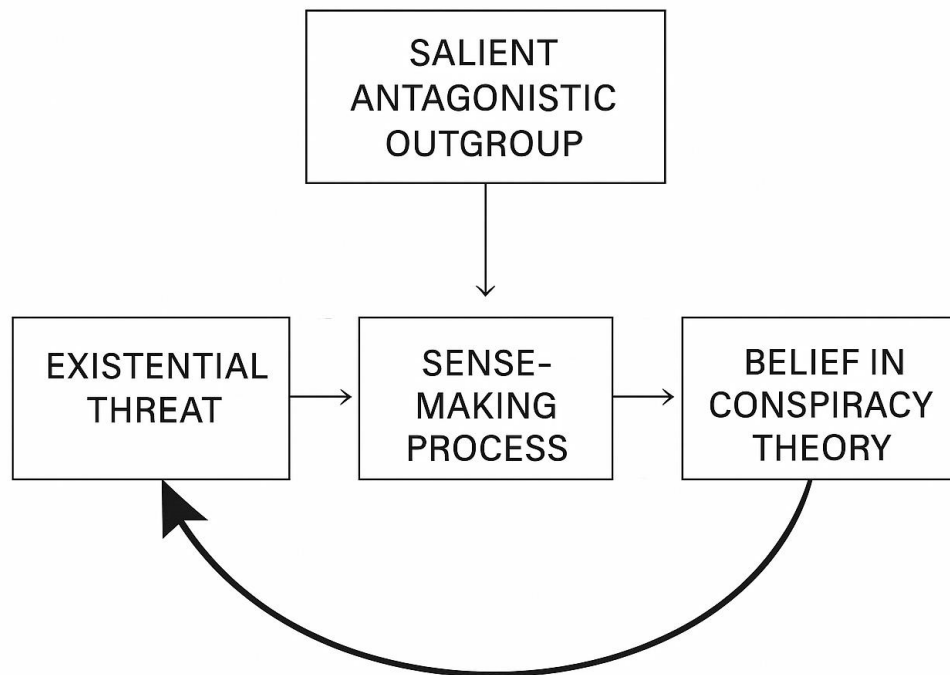 SALIENT
ANTAGONISTIC
OUTGROUP
EXISTENTIAL
THREAT
SENSE-
MAKING
PROCESS
BELIEF IN
CONSPIRACY
THEORY